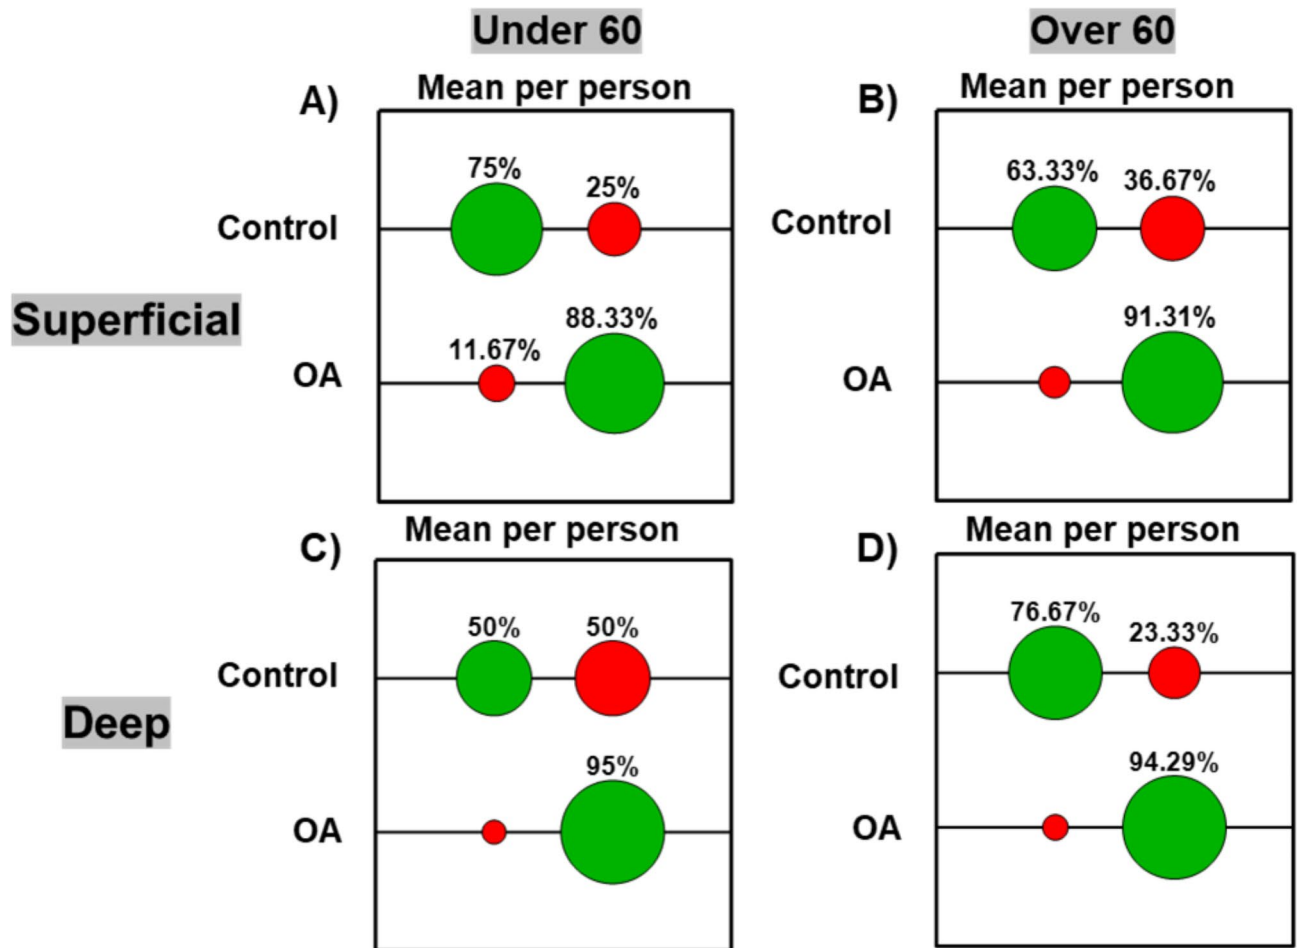 Under 60
Over 60
A)
Mean per person
B)
Mean per person
Superficial
Control
75%
25%
OA
11.67%
88.33%
Control
63.33%
36.67%
OA
91.31%
C)
Mean per person
D)
Mean per person
Deep
Control
50%
50%
OA
95%
Control
76.67%
23.33%
OA
94.29%